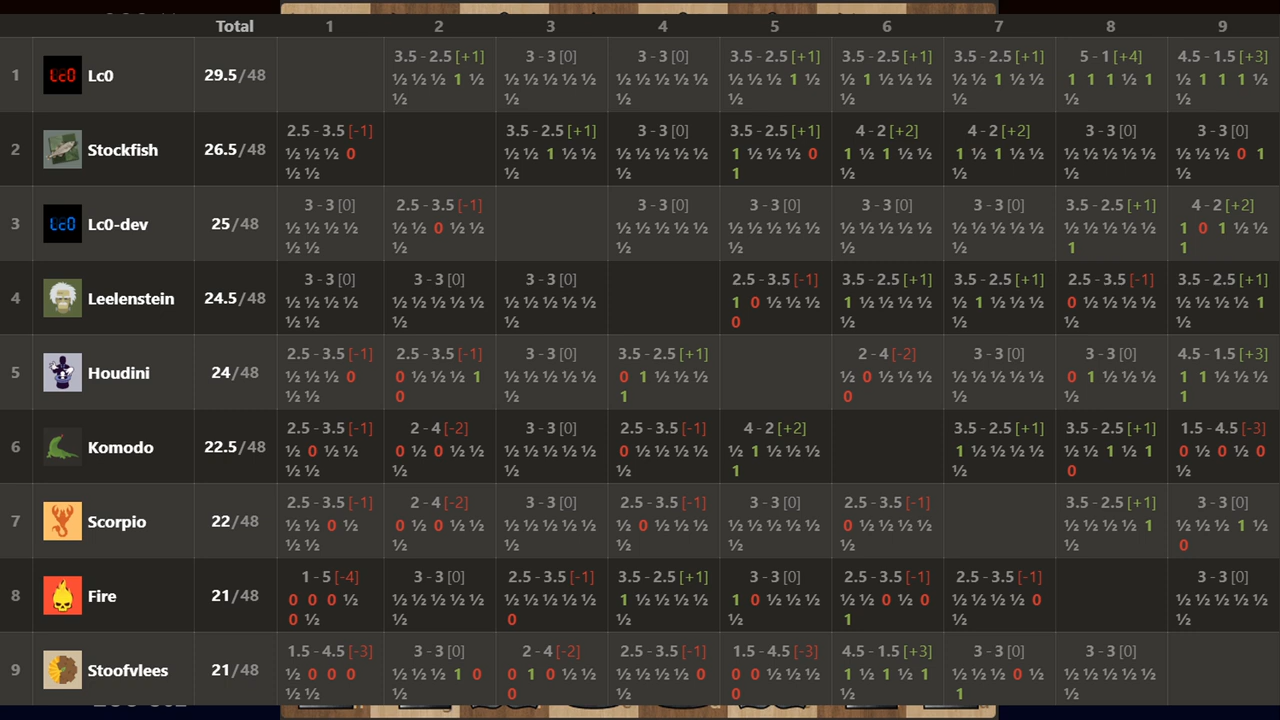 Total 1 2 3 4 5 6 7 8 9
3.5 - 2.5 [+1] 3 - 3 [0] 3 - 3 [0] 3.5 - 2.5 [+1] 3.5 - 2.5 [+1] 3.5 - 2.5 [+1] 5 - 1 [+4] 4.5 - 1.5 [+3]
1 Lc0 Lc0 29.5/48 ½ ½ ½ 1 ½ ½ ½ ½ ½ ½ ½ ½ ½ ½ ½ ½ ½ ½ 1 ½ ½ 1 ½ ½ ½ ½ ½ 1 ½ ½ 1 1 1 ½ 1 ½ 1 1 1 ½
½ ½ ½ ½ ½ ½ ½ ½
2.5 - 3.5 [-1] 3.5 - 2.5 [+1] 3 - 3 [0] 3.5 - 2.5 [+1] 4 - 2 [+2] 4 - 2 [+2] 3 - 3 [0] 3 - 3 [0]
2 Stockfish 26.5/48 ½ ½ ½ 0 ½ ½ 1 ½ ½ ½ ½ ½ ½ ½ 1 ½ ½ ½ 0 1 ½ 1 ½ ½ 1 ½ 1 ½ ½ ½ ½ ½ ½ ½ ½ ½ ½ 0 1
½ ½ ½ ½ 1 ½ ½ ½ ½
3 - 3 [0] 2.5 - 3.5 [-1] 3 - 3 [0] 3 - 3 [0] 3 - 3 [0] 3 - 3 [0] 3.5 - 2.5 [+1] 4 - 2 [+2]
3 Lc0 Lc0-dev 25/48 ½ ½ ½ ½ ½ ½ 0 ½ ½ ½ ½ ½ ½ ½ ½ ½ ½ ½ ½ ½ ½ ½ ½ ½ ½ ½ ½ ½ ½ ½ ½ ½ ½ ½ 1 0 1 ½ ½
½ ½ ½ ½ ½ ½ ½ 1 1
3 - 3 [0] 3 - 3 [0] 3 - 3 [0] 2.5 - 3.5 [-1] 3.5 - 2.5 [+1] 3.5 - 2.5 [+1] 2.5 - 3.5 [-1] 3.5 - 2.5 [+1]
4 Leelenstein 24.5/48 ½ ½ ½ ½ ½ ½ ½ ½ ½ ½ ½ ½ ½ 1 0 ½ ½ ½ 1 ½ ½ ½ ½ ½ 1 ½ ½ ½ 0 ½ ½ ½ ½ ½ ½ ½ ½ 1
½ ½ ½ ½ 0 ½ ½ ½ ½
2.5 - 3.5 [-1] 2.5 - 3.5 [-1] 3 - 3 [0] 3.5 - 2.5 [+1] 2 - 4 [-2] 3 - 3 [0] 3 - 3 [0] 4.5 - 1.5 [+3]
5 Houdini 24/48 ½ ½ ½ 0 0 ½ ½ ½ 1 ½ ½ ½ ½ ½ 0 1 ½ ½ ½ ½ 0 ½ ½ ½ ½ ½ ½ ½ ½ 0 1 ½ ½ ½ 1 1 ½ ½ ½
½ ½ 0 ½ 1 0 ½ ½ 1
2.5 - 3.5 [-1] 2 - 4 [-2] 3 - 3 [0] 2.5 - 3.5 [-1] 4 - 2 [+2] 3.5 - 2.5 [+1] 3.5 - 2.5 [+1] 1.5 - 4.5 [-3]
6 Komodo 22.5/48 ½ 0 ½ ½ 0 ½ 0 ½ ½ ½ ½ ½ ½ ½ 0 ½ ½ ½ ½ ½ 1 ½ ½ ½ 1 ½ ½ ½ ½ ½ ½ 1 ½ 1 0 ½ 0 ½ 0
½ ½ ½ ½ ½ 1 ½ 0 ½
2.5 - 3.5 [-1] 2 - 4 [-2] 3 - 3 [0] 2.5 - 3.5 [-1] 3 - 3 [0] 2.5 - 3.5 [-1] 3.5 - 2.5 [+1] 3 - 3 [0]
7 Scorpio 22/48 ½ ½ 0 ½ 0 ½ 0 ½ ½ ½ ½ ½ ½ ½ ½ 0 ½ ½ ½ ½ ½ ½ ½ ½ 0 ½ ½ ½ ½ ½ ½ ½ ½ 1 ½ ½ ½ 1 ½
½ ½ ½ ½ ½ ½ ½ ½ 0
1 - 5 [-4] 3 - 3 [0] 2.5 - 3.5 [-1] 3.5 - 2.5 [+1] 3 - 3 [0] 2.5 - 3.5 [-1] 2.5 - 3.5 [-1] 3 - 3 [0]
8 Fire 21/48 0 0 0 ½ ½ ½ ½ ½ ½ ½ ½ ½ ½ ½ 1 ½ ½ ½ ½ 1 0 ½ ½ ½ ½ ½ 0 ½ 0 ½ ½ ½ ½ 0 ½ ½ ½ ½ ½
0 ½ ½ 0 ½ ½ 1 ½ ½
1.5 - 4.5 [-3] 3 - 3 [0] 2 - 4 [-2] 2.5 - 3.5 [-1] 1.5 - 4.5 [-3] 4.5 - 1.5 [+3] 3 - 3 [0] 3 - 3 [0]
9 Stoofvlees 21/48 ½ 0 0 0 ½ ½ ½ 1 0 0 1 0 ½ ½ ½ ½ ½ ½ 0 0 0 ½ ½ ½ 1 ½ 1 ½ 1 ½ ½ ½ 0 ½ ½ ½ ½ ½ ½
½ ½ ½ 0 ½ 0 ½ 1 ½